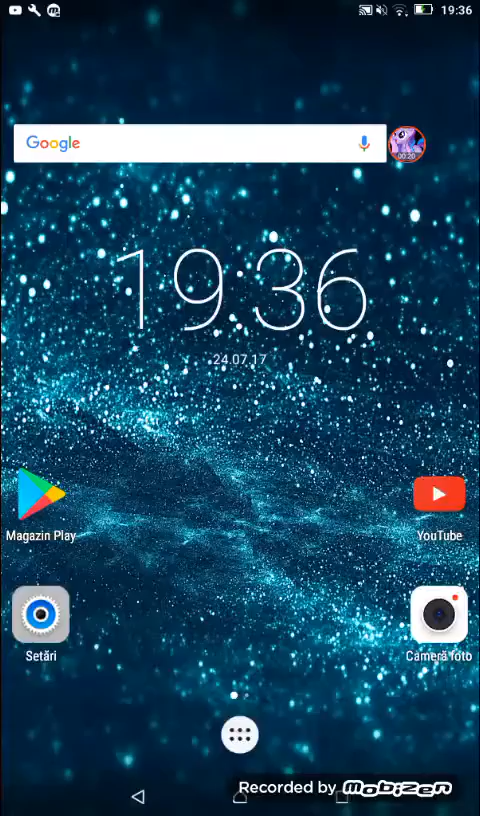 19:36
Google
00:20
19:36
24.07.17
Magazin Play
YouTube
Setări
Cameră foto
Recorded by Mobizen